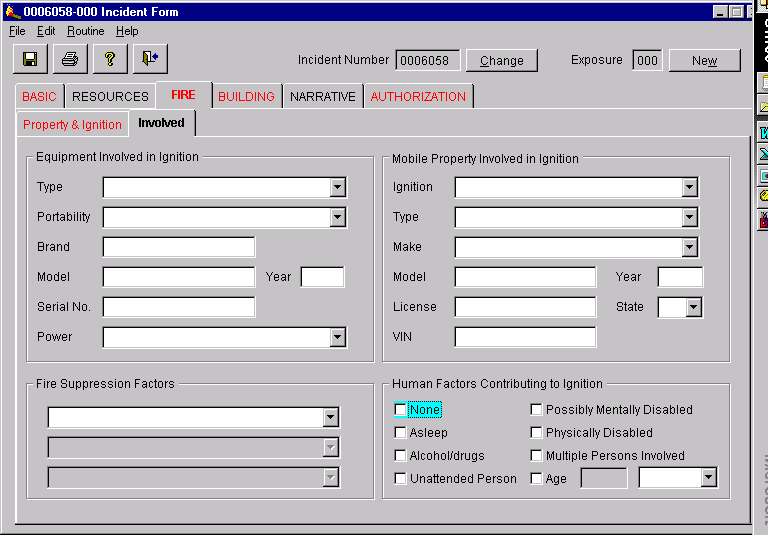 0006058-000 Incident Form
File Edit Routine Help
Incident Number 0006058 Change Exposure 000 New
BASIC RESOURCES FIRE BUILDING NARRATIVE AUTHORIZATION
Property & Ignition Involved
Equipment Involved in Ignition
Type
Portability
Brand
Model Year
Serial No.
Power
Mobile Property Involved in Ignition
Ignition
Type
Make
Model Year
License State
VIN
Fire Suppression Factors
Human Factors Contributing to Ignition
None Possibly Mentally Disabled
Asleep Physically Disabled
Alcohol/drugs Multiple Persons Involved
Unattended Person Age